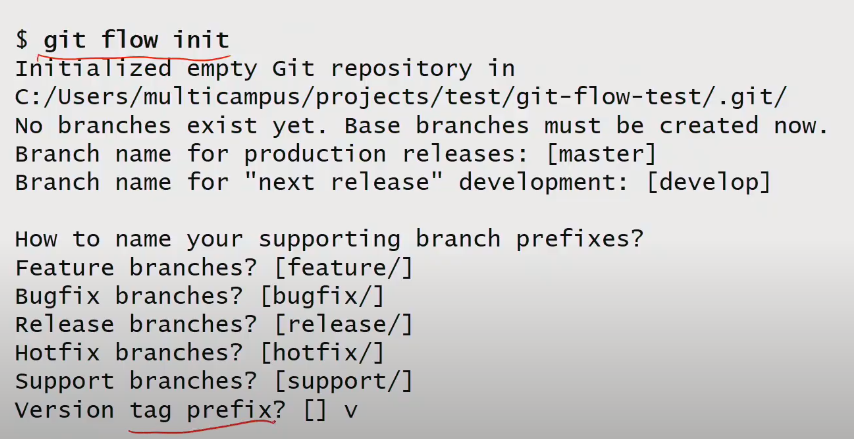 $ git flow init
Initialized empty Git repository in
C:/Users/multicampus/projects/test/git-flow-test/.git/
No branches exist yet. Base branches must be created now.
Branch name for production releases: [master]
Branch name for "next release" development: [develop]
How to name your supporting branch prefixes?
Feature branches? [feature/]
Bugfix branches? [bugfix/]
Release branches? [release/]
Hotfix branches? [hotfix/]
Support branches? [support/]
Version tag prefix? [] v